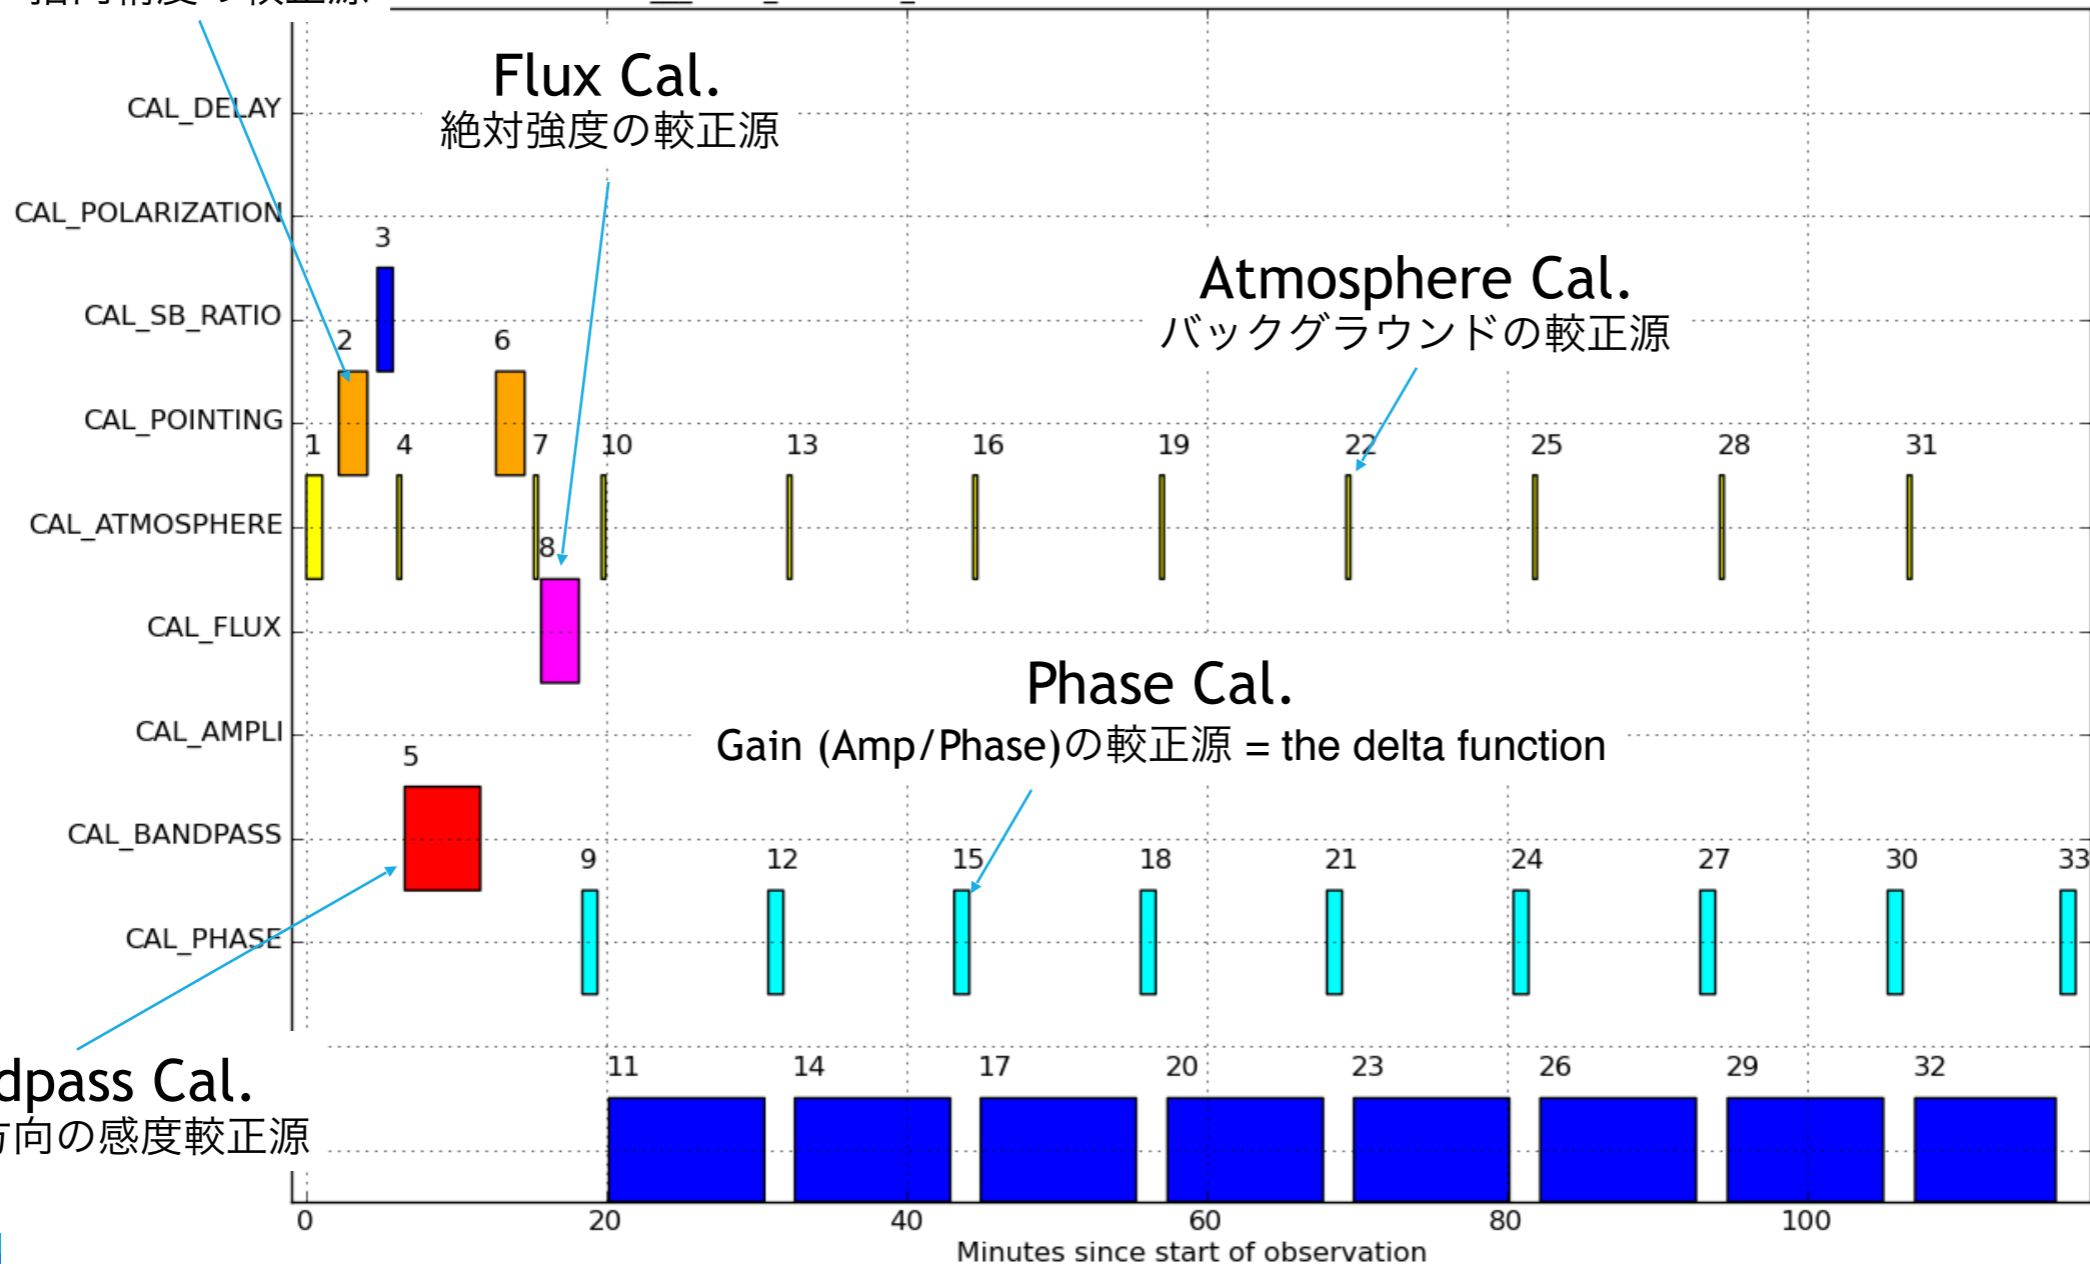 Flux Cal.
絶対強度の較正源
CAL_DELAY
CAL_POLARIZATION
3
Atmosphere Cal.
バックグラウンドの較正源
CAL_SB_RATIO
2 6
CAL_POINTING
1 4 7 10 13 16 19 22 25 28 31
CAL_ATMOSPHERE
8
CAL_FLUX
Phase Cal.
Gain (Amp/Phase)の較正源 = the delta function
CAL_AMPLI
5
CAL_BANDPASS
9 12 15 18 21 24 27 30 33
CAL_PHASE
11 14 17 20 23 26 29 32
dpass Cal.
方向の感度較正源
0 20 40 60 80 100
Minutes since start of observation